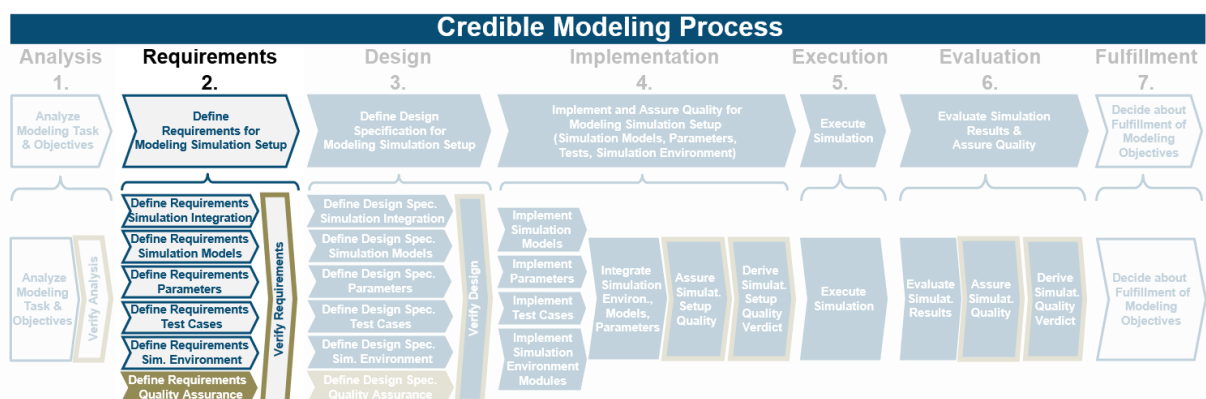 Credible Modeling Process
Analysis
1.
Requirements
2.
Design
3.
Implementation
4.
Execution
5.
Evaluation
6.
Fulfillment
7.
Analyze
Modeling Task
& Objectives
Define
Requirements for
Modeling Simulation Setup
Define Design
Specification for
Modeling Simulation Setup
Implement and Assure Quality for
Modeling Simulation Setup
(Simulation Models, Parameters,
Tests, Simulation Environment)
Execute
Simulation
Evaluate Simulation
Results &
Assure Quality
Decide about
Fulfillment of
Modeling
Objectives
Analyze
Modeling
Task &
Objectives
Verify Analysis
Define Requirements
Simulation Integration
Define Requirements
Simulation Models
Define Requirements
Parameters
Define Requirements
Test Cases
Define Requirements
Sim. Environment
Define Requirements
Quality Assurance
Verify Requirements
Define Design Spec.
Simulation Integration
Define Design Spec.
Simulation Models
Define Design Spec.
Parameters
Define Design Spec.
Test Cases
Define Design Spec.
Sim. Environment
Define Design Spec.
Quality Assurance
Verify Design
Implement
Simulation
Models
Implement
Parameters
Implement
Test Cases
Implement
Simulation
Environment
Modules
Integrate
Simulation
Environ.,
Models,
Parameters
Assure
Simulat.
Setup
Quality
Derive
Simulat.
Setup
Quality
Verdict
Execute
Simulation
Evaluate
Simulat.
Results
Assure
Simulat.
Quality
Derive
Simulat.
Quality
Verdict
Decide about
Fulfillment of
Modeling
Objectives